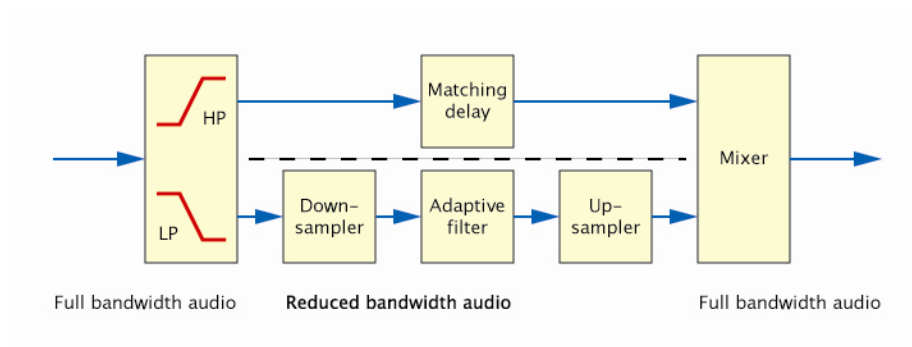 HP
Matching
delay
Mixer
LP
Down-
sampler
Adaptive
filter
Up-
sampler
Full bandwidth audio
Reduced bandwidth audio
Full bandwidth audio